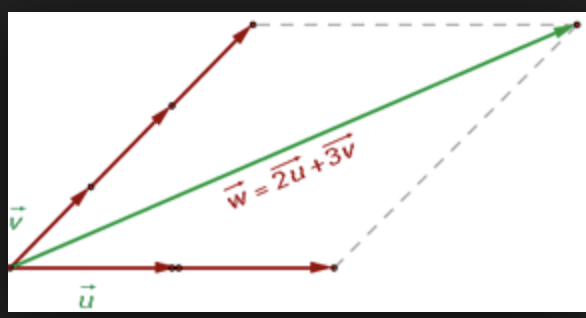 w⃗ = 2u⃗ + 3v⃗
v⃗
u⃗